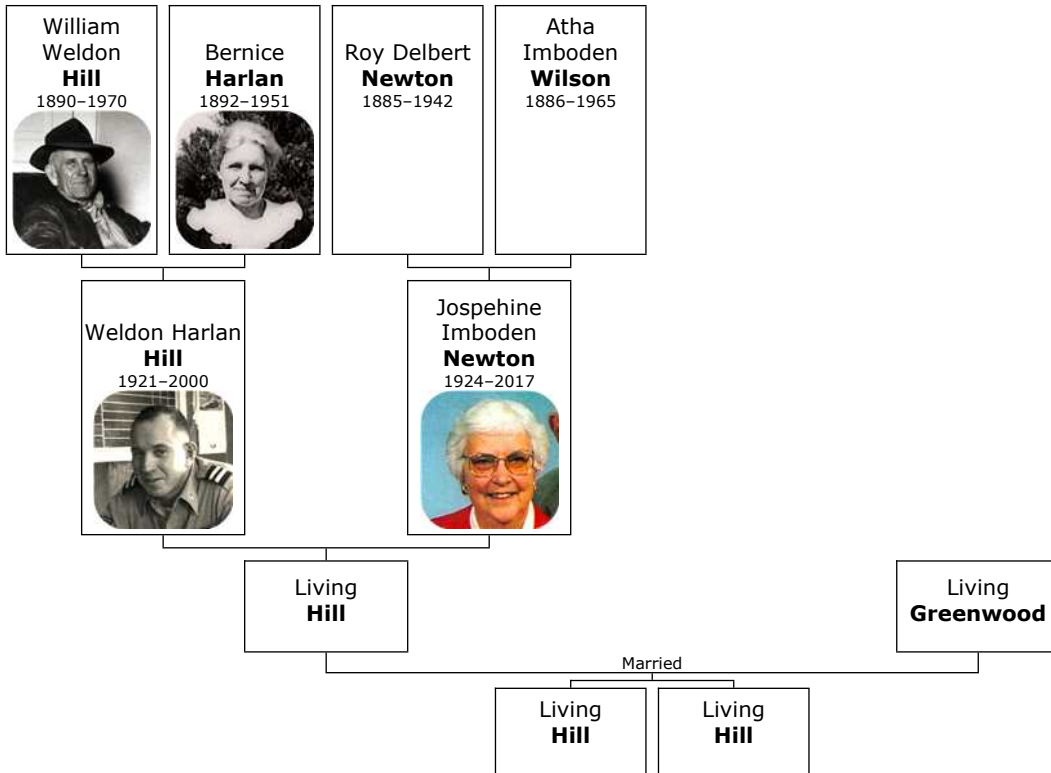 William
Weldon
Hill
1890–1970
Bernice
Harlan
1892–1951
Roy Delbert
Newton
1885–1942
Atha
Imboden
Wilson
1886–1965
Weldon Harlan
Hill
1921–2000
Jospehine
Imboden
Newton
1924–2017
Living
Hill
Living
Greenwood
Married
Living
Hill
Living
Hill